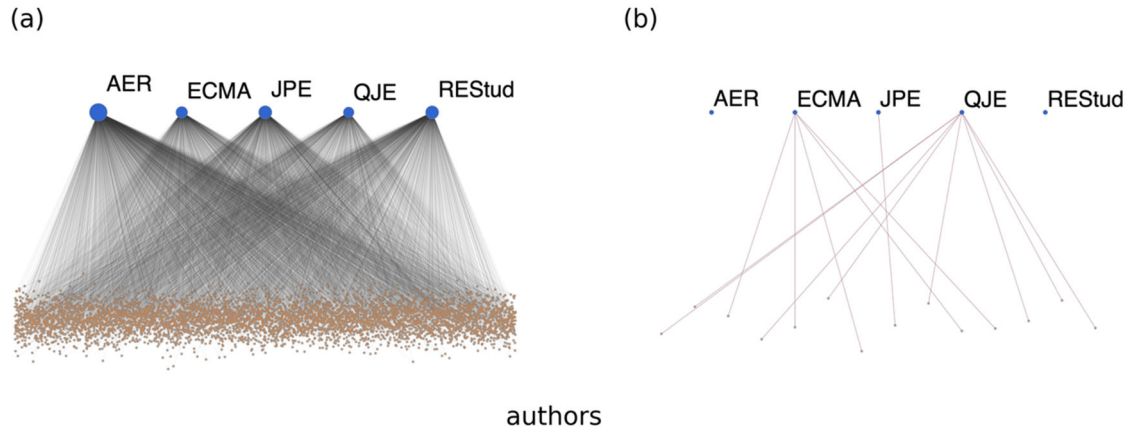 (a)
(b)
AER ECMA JPE QJE REStud
AER ECMA JPE QJE REStud
authors